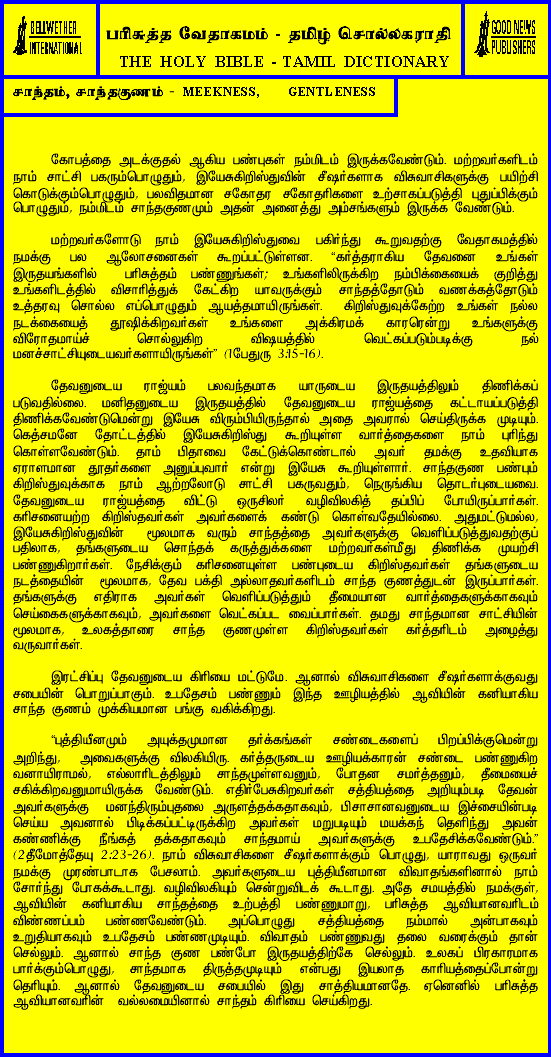 BELLWETHER
INTERNATIONAL
பரிசுத்த வேதாகமம் - தமிழ் சொல்லகராதி
THE HOLY BIBLE - TAMIL DICTIONARY
GOOD NEWS
PUBLISHERS
சாந்தம், சாந்தகுணம் - MEEKNESS, GENTLENESS
கோபத்தை அடக்குதல் ஆகிய பண்புகள் நம்மிடம் இருக்கவேண்டும். மற்றவர்களிடம்
நாம் சாட்சி பகரும்பொழுதும், இயேசுகிறிஸ்துவின் சீஷர்களாக விசுவாசிகளுக்கு பயிற்சி
கொடுக்கும்பொழுதும், பலவிதமான சகோதர சகோதரிகளை உற்சாகப்படுத்தி புதுப்பிக்கும்
பொழுதும், நம்மிடம் சாந்தகுணமும் அதன் அனைத்து அம்சங்களும் இருக்க வேண்டும்.
மற்றவர்களோடு நாம் இயேசுகிறிஸ்துவை பகிர்ந்து கூறுவதற்கு வேதாகமத்தில்
நமக்கு பல ஆலோசனைகள் கூறப்பட்டுள்ளன. “கர்த்தராகிய தேவனை உங்கள்
இருதயங்களில் பரிசுத்தம் பண்ணுங்கள்; உங்களிலிருக்கிற நம்பிக்கையைக் குறித்து
உங்களிடத்தில் விசாரித்துக் கேட்கிற யாவருக்கும் சாந்தத்தோடும் வணக்கத்தோடும்
உத்தரவு சொல்ல எப்பொழுதும் ஆயத்தமாயிருங்கள். கிறிஸ்துவுக்கேற்ற உங்கள் நல்ல
நடக்கையைத் தூஷிக்கிறவர்கள் உங்களை அக்கிரமக் காரரென்று உங்களுக்கு
விரோதமாய்ச் சொல்லுகிற விஷயத்தில் வெட்கப்படும்படிக்கு நல்
மனச்சாட்சியுடையவர்களாயிருங்கள்” (1பேதுரு 3:15-16).
தேவனுடைய ராஜ்யம் பலவந்தமாக யாருடைய இருதயத்திலும் திணிக்கப்
படுவதில்லை. மனிதனுடைய இருதயத்தில் தேவனுடைய ராஜ்யத்தை கட்டாயப்படுத்தி
திணிக்கவேண்டுமென்று இயேசு விரும்பியிருந்தால் அதை அவரால் செய்திருக்க முடியும்.
கெத்சமனே தோட்டத்தில் இயேசுகிறிஸ்து கூறியுள்ள வார்த்தைகளை நாம் புரிந்து
கொள்ளவேண்டும். தாம் பிதாவை கேட்டுக்கொண்டால் அவர் தமக்கு உதவியாக
ஏராளமான தூதர்களை அனுப்புவார் என்று இயேசு கூறியுள்ளார். சாந்தகுண பண்பும்
கிறிஸ்துவுக்காக நாம் ஆற்றலோடு சாட்சி பகருவதும், நெருங்கிய தொடர்புடையவை.
தேவனுடைய ராஜ்யத்தை விட்டு ஒருசிலர் வழிவிலகித் தப்பிப் போயிருப்பார்கள்.
கரிசனையற்ற கிறிஸ்தவர்கள் அவர்களைக் கண்டு கொள்வதேயில்லை. அதுமட்டுமல்ல,
இயேசுகிறிஸ்துவின் மூலமாக வரும் சாந்தத்தை அவர்களுக்கு வெளிப்படுத்துவதற்குப்
பதிலாக, தங்களுடைய சொந்தக் கருத்துக்களை மற்றவர்கள்மீது திணிக்க முயற்சி
பண்ணுகிறார்கள். நேசிக்கும் கரிசனையுள்ள பண்புடைய கிறிஸ்தவர்கள் தங்களுடைய
நடத்தையின் மூலமாக, தேவ பக்தி அல்லாதவர்களிடம் சாந்த குணத்துடன் இருப்பார்கள்.
தங்களுக்கு எதிராக அவர்கள் வெளிப்படுத்தும் தீமையான வார்த்தைகளுக்காகவும்
செய்கைகளுக்காகவும், அவர்களை வெட்கப்பட வைப்பார்கள். தமது சாந்தமான சாட்சியின்
மூலமாக, உலகத்தாரை சாந்த குணமுள்ள கிறிஸ்தவர்கள் கர்த்தரிடம் அழைத்து
வருவார்கள்.
இரட்சிப்பு தேவனுடைய கிரியை மட்டுமே. ஆனால் விசுவாசிகளை சீஷர்களாக்குவது
சபையின் பொறுப்பாகும். உபதேசம் பண்ணும் இந்த ஊழியத்தில் ஆவியின் கனியாகிய
சாந்த குணம் முக்கியமான பங்கு வகிக்கிறது.
“புத்தியீனமும் அயுக்தமுமான தர்க்கங்கள் சண்டைகளைப் பிறப்பிக்குமென்று
அறிந்து, அவைகளுக்கு விலகியிரு. கர்த்தருடைய ஊழியக்காரன் சண்டை பண்ணுகிற
வனாயிராமல், எல்லாரிடத்திலும் சாந்தமுள்ளவனும், போதக சமர்த்தனும், தீமையைச்
சகிக்கிறவனுமாயிருக்க வேண்டும். எதிர்பேசுகிறவர்கள் சத்தியத்தை அறியும்படி தேவன்
அவர்களுக்கு மனந்திரும்புதலை அருளத்தக்கதாகவும், பிசாசானவனுடைய இச்சையின்படி
செய்ய அவனால் பிடிக்கப்பட்டிருக்கிற அவர்கள் மறுபடியும் மயக்கந் தெளிந்து அவன்
கண்ணிக்கு நீங்கத் தக்கதாகவும் சாந்தமாய் அவர்களுக்கு உபதேசிக்கவேண்டும்.”
(2தீமோத்தேயு 2:23-26). நாம் விசுவாசிகளை சீஷர்களாக்கும் பொழுது, யாராவது ஒருவர்
நமக்கு முரண்பாடாக பேசலாம். அவர்களுடைய புத்தியீனமான விவாதங்களினால் நாம்
சோர்ந்து போகக்கூடாது. வழிவிலகியும் சென்றுவிடக் கூடாது. அதே சமயத்தில் நமக்குள்,
ஆவியின் கனியாகிய சாந்தத்தை உற்பத்தி பண்ணுமாறு, பரிசுத்த ஆவியானவரிடம்
விண்ணப்பம் பண்ணவேண்டும். அப்பொழுது சத்தியத்தை நம்மால் அன்பாகவும்
உறுதியாகவும் உபதேசம் பண்ணமுடியும். விவாதம் பண்ணுவது தலை வரைக்கும் தான்
செல்லும். ஆனால் சாந்த குண பண்போ இருதயத்திற்கே செல்லும். உலகப் பிரகாரமாக
பார்க்கும்பொழுது, சாந்தமாக திருத்தமுடியும் என்பது இயலாத காரியத்தைப்போன்று
தெரியும். ஆனால் தேவனுடைய சபையில் இது சாத்தியமானதே. ஏனெனில் பரிசுத்த
ஆவியானவரின் வல்லமையினால் சாந்தம் கிரியை செய்கிறது.